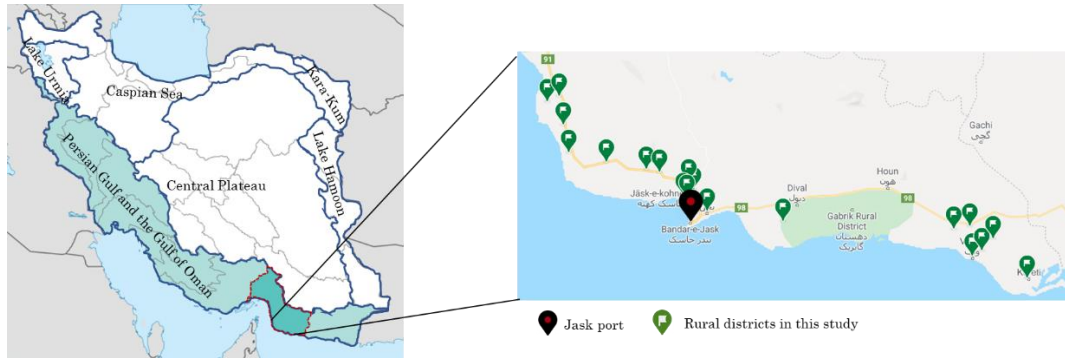 Lake Urmia
Caspian Sea
Kara-Kum
Lake Hamoon
Central Plateau
Persian Gulf and the Gulf of Oman
91
Gachi
گچی
Houn
هون
Jask-e-kohn
جاسک کهنه
Dival
دیول
98
98
Gabrik Rural
District
دهستان
گابریک
Bandar-e-Jask
بندر جاسک
Jask port
Rural districts in this study